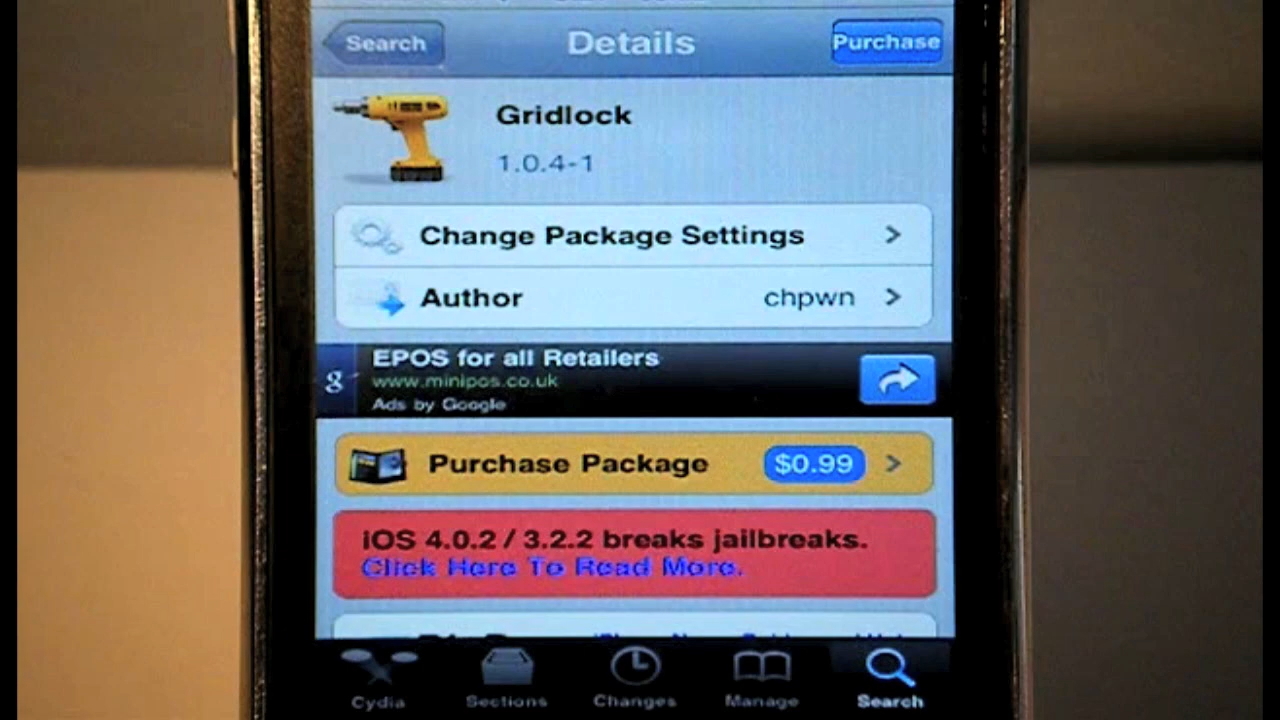 Search
Details
Purchase
Gridlock
1.0.4-1
Change Package Settings
Author
chpwn
EPOS for all Retailers
www.minipos.co.uk
Ads by Google
g
Purchase Package
$0.99
iOS 4.0.2 / 3.2.2 breaks jailbreaks.
Click Here To Read More.
Cydia
Sections
Changes
Manage
Search